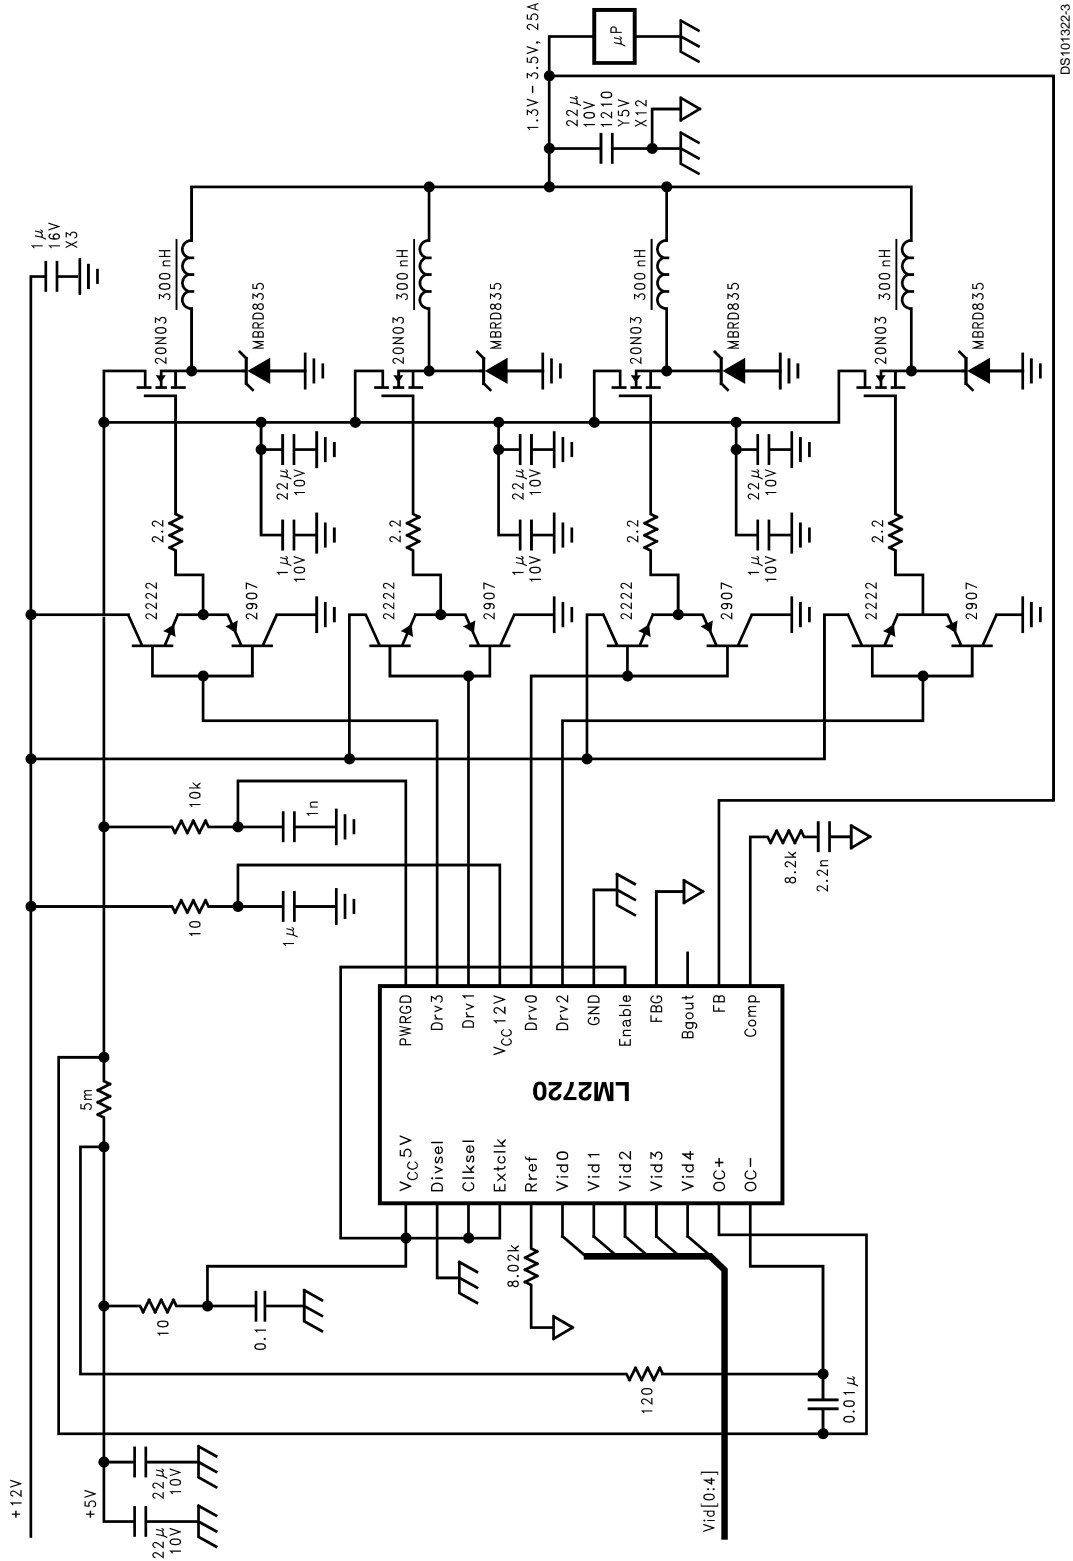 +12V
+5V
22μ
10V
22μ
10V
10
0.1
5m
120
0.01μ
Vid[0:4]
8.02k
LM2720
VCC5V
Divsel
Clksel
Extclk
Rref
Vid0
Vid1
Vid2
Vid3
Vid4
OC+
OC−
PWRGD
Drv3
Drv1
VCC12V
Drv0
Drv2
GND
Enable
FBG
Bgout
FB
Comp
10
1μ
10k
1n
8.2k
2.2n
2222
2907
2.2
1μ
10V
22μ
10V
20N03
MBRD835
300 nH
2222
2907
2.2
1μ
10V
22μ
10V
20N03
MBRD835
300 nH
2222
2907
2.2
1μ
10V
22μ
10V
20N03
MBRD835
300 nH
2222
2907
2.2
20N03
MBRD835
300 nH
1μ
16V
X3
1.3V – 3.5V, 25A
22μ
10V
1210
Y5V
X12
μP
DS101322-3